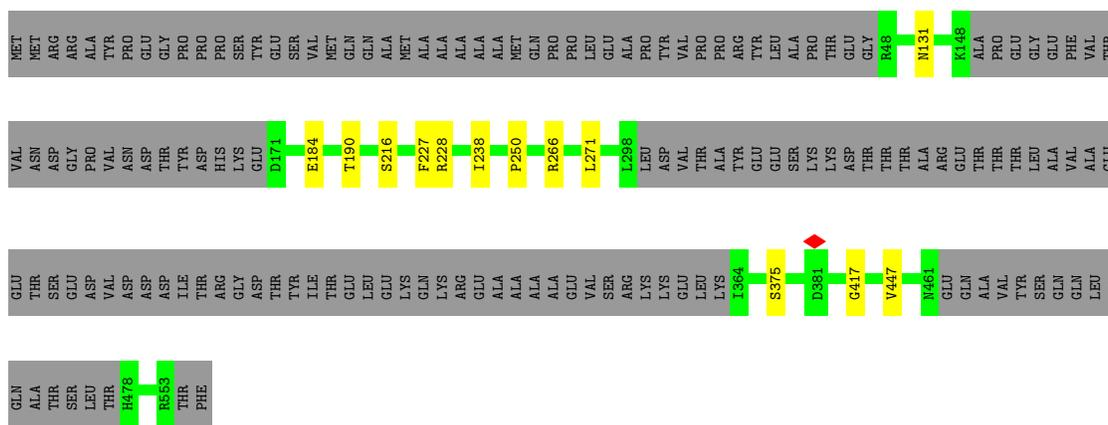 MET MET ARG ARG ALA TYR PRO GLU GLY PRO PRO PRO SER TYR GLU SER VAL MET GLN GLN ALA MET ALA ALA ALA ALA ALA MET GLN PRO PRO LEU GLU ALA PRO TYR VAL PRO PRO ARG TYR LEU ALA PRO THR GLU GLY R48 N131 K148 ALA PRO GLU GLY GLU PHE VAL THR
VAL ASN ASP GLY PRO VAL ASN ASP THR TYR ASP HIS LYS GLU D171 E184 T190 S216 F227 R228 I238 P250 R266 L271 L298 LEU ASP VAL THR ALA TYR GLU GLU SER LYS LYS ASP THR THR THR ALA ARG GLU THR THR THR LEU ALA VAL ALA GLU
GLU THR SER GLU ASP VAL ASP ASP ASP ILE THR ARG GLY ASP THR TYR ILE THR GLU LEU GLU LYS GLN LYS ARG GLU ALA ALA ALA ALA GLU VAL SER ARG LYS LYS GLU LEU LYS I364 S375 D381 G417 V447 N461 GLU GLN ALA VAL TYR SER GLN GLN LEU
GLN ALA THR SER LEU THR H478 R553 THR PHE